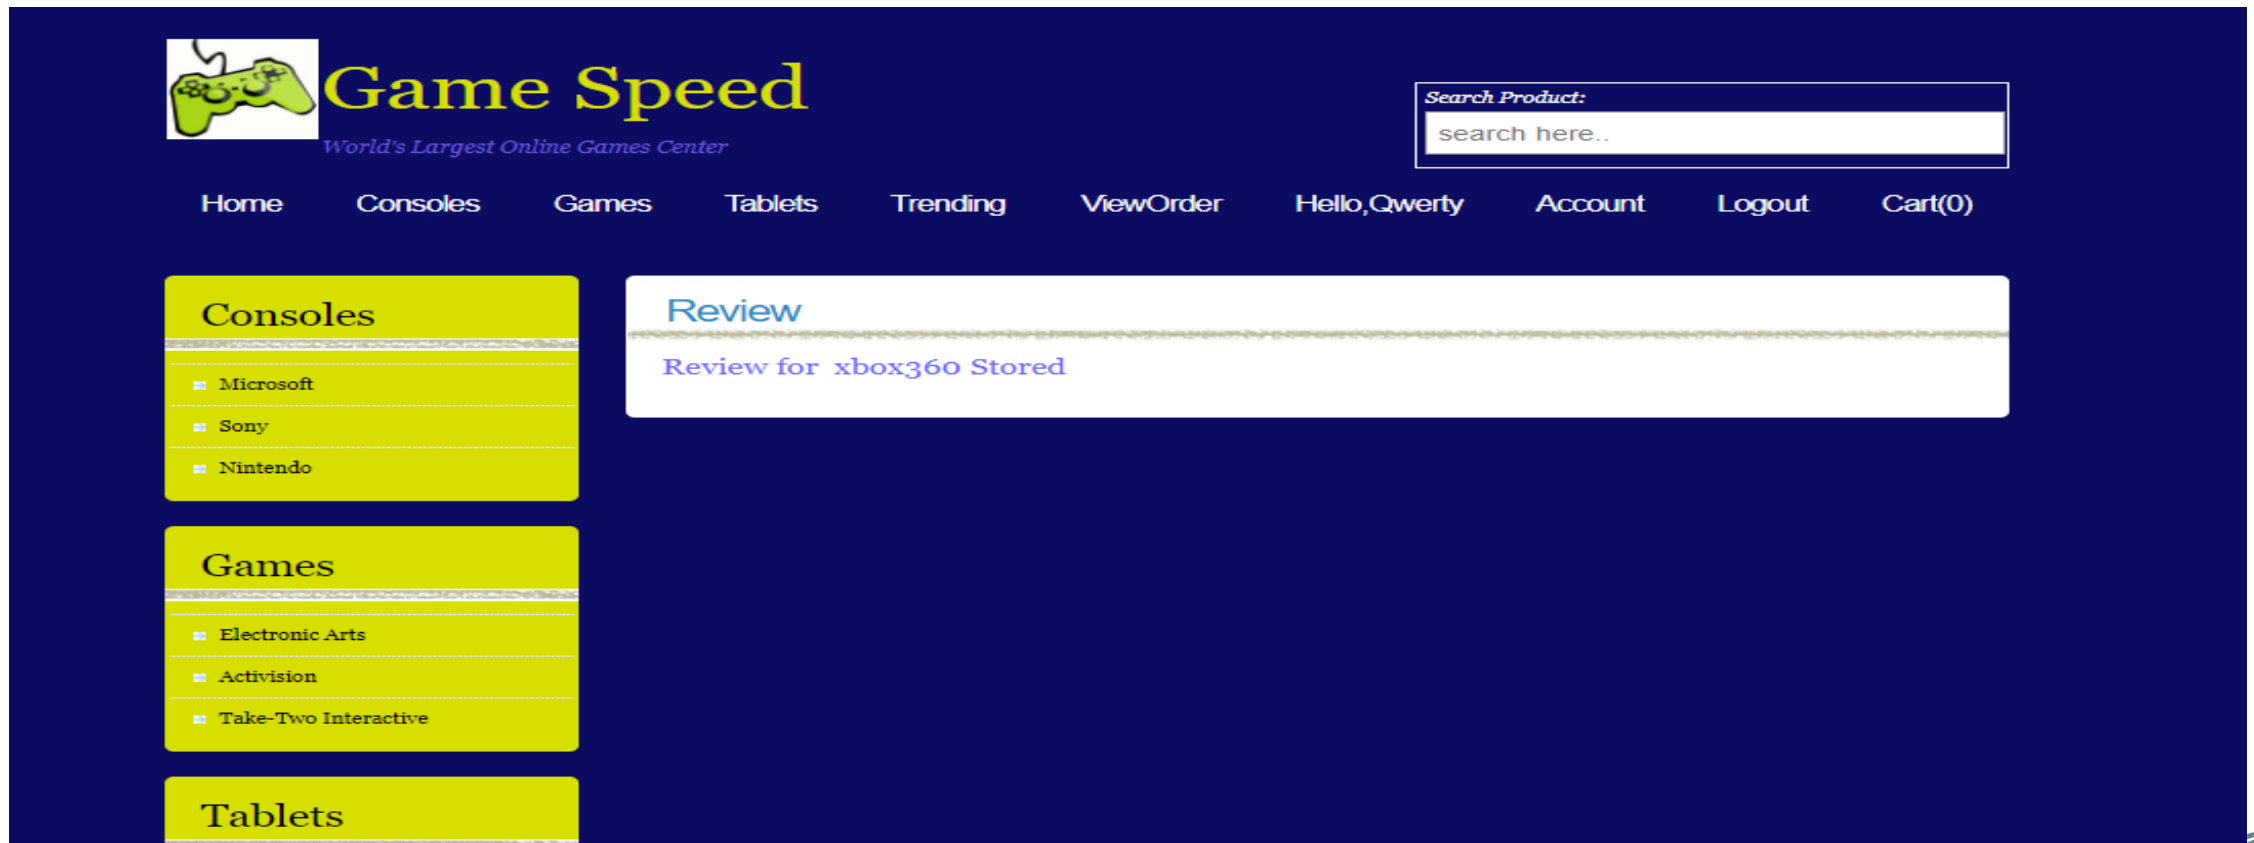 Game Speed
World's Largest Online Games Center
Search Product:
search here..
Home Consoles Games Tablets Trending ViewOrder Hello,Qwerty Account Logout Cart(0)
Consoles
Microsoft
Sony
Nintendo
Games
Electronic Arts
Activision
Take-Two Interactive
Tablets
Review
Review for xbox360 Stored